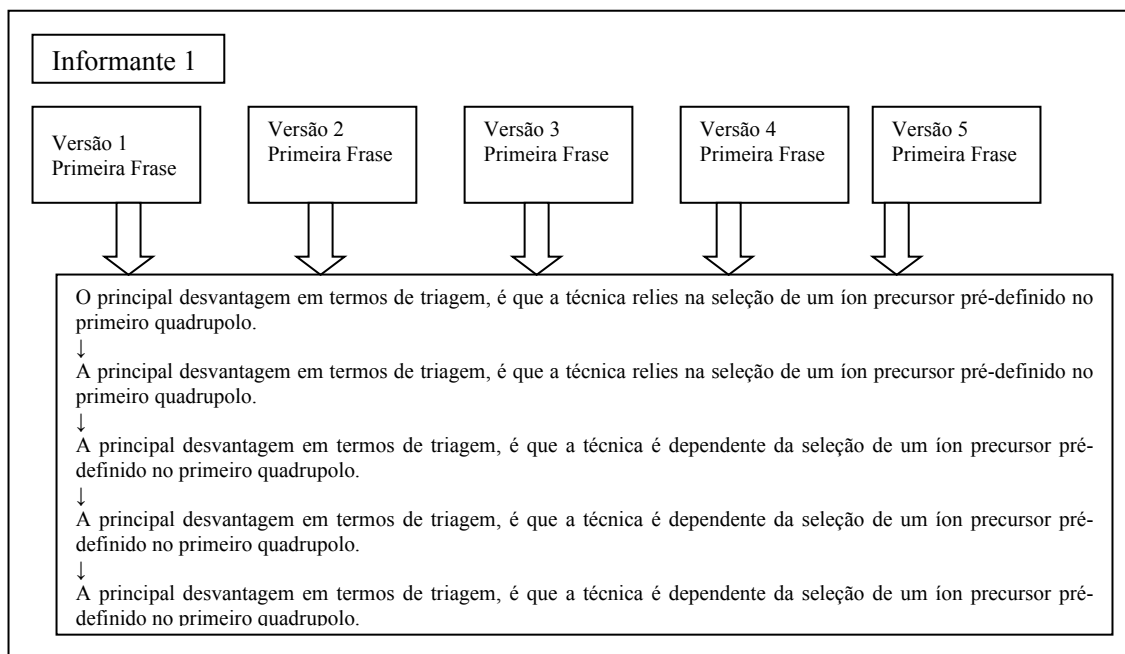 Informante 1
Versão 1
Primeira Frase
Versão 2
Primeira Frase
Versão 3
Primeira Frase
Versão 4
Primeira Frase
Versão 5
Primeira Frase
O principal desvantagem em termos de triagem, é que a técnica relies na seleção de um íon precursor pré-definido no
primeiro quadrupolo.
↓
A principal desvantagem em termos de triagem, é que a técnica relies na seleção de um íon precursor pré-definido no
primeiro quadrupolo.
↓
A principal desvantagem em termos de triagem, é que a técnica é dependente da seleção de um íon precursor pré-
definido no primeiro quadrupolo.
↓
A principal desvantagem em termos de triagem, é que a técnica é dependente da seleção de um íon precursor pré-
definido no primeiro quadrupolo.
↓
A principal desvantagem em termos de triagem, é que a técnica é dependente da seleção de um íon precursor pré-
definido no primeiro quadrupolo.